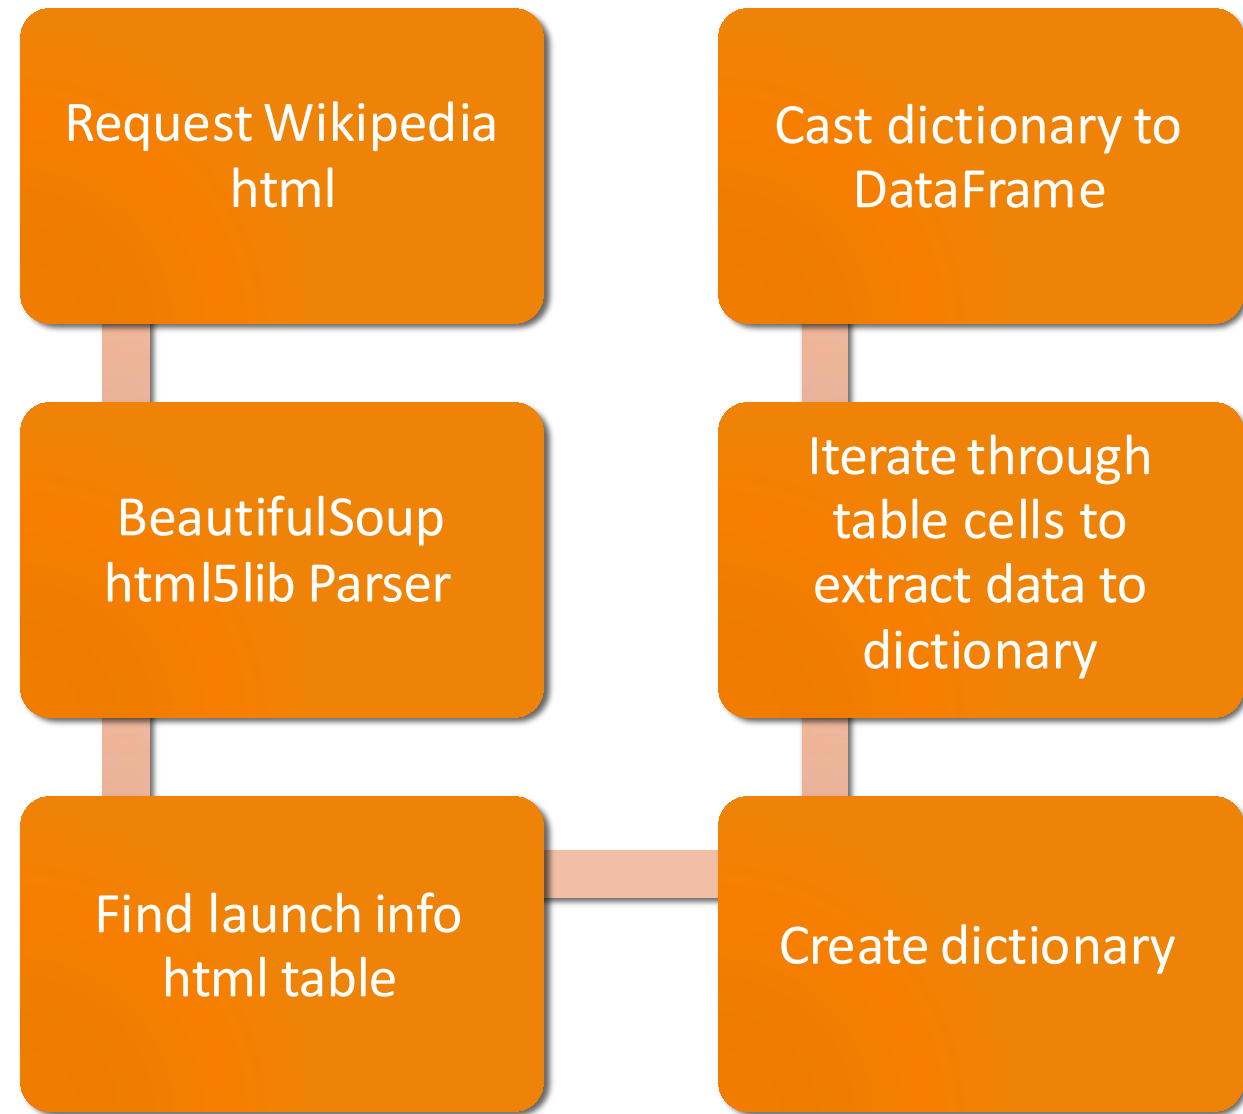 Request Wikipedia
html
BeautifulSoup
html5lib Parser
Find launch info
html table
Create dictionary
Iterate through
table cells to
extract data to
dictionary
Cast dictionary to
DataFrame